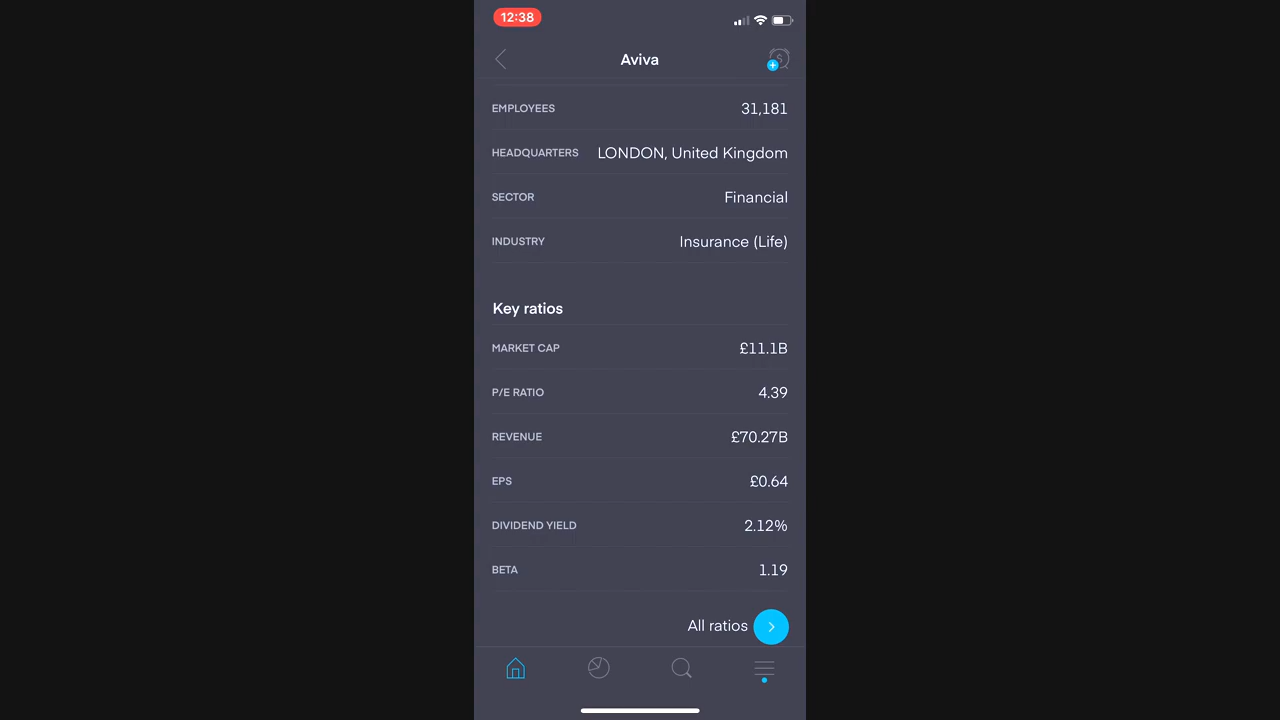 12:38
Aviva
EMPLOYEES 31,181
HEADQUARTERS LONDON, United Kingdom
SECTOR Financial
INDUSTRY Insurance (Life)
Key ratios
MARKET CAP £11.1B
P/E RATIO 4.39
REVENUE £70.27B
EPS £0.64
DIVIDEND YIELD 2.12%
BETA 1.19
All ratios